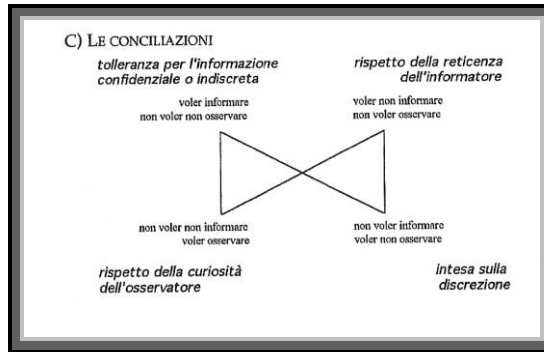 C) LE CONCILIAZIONI
tolleranza per l'informazione
confidenziale o indiscreta
rispetto della reticenza
dell'informatore
voler informare
non voler non osservare
voler non informare
non voler osservare
non voler non informare
voler osservare
non voler informare
voler non osservare
rispetto della curiosità
dell'osservatore
intesa sulla
discrezione